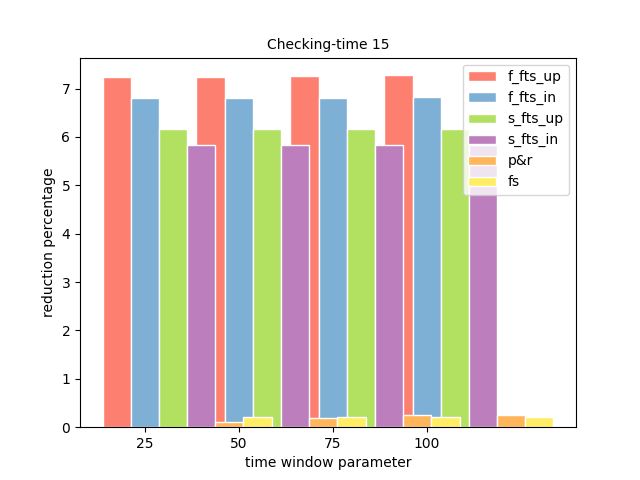 Checking-time 15
reduction percentage
7
6
5
4
3
2
1
0
f_fts_up
f_fts_in
s_fts_up
s_fts_in
p&r
fs
25 50 75 100
time window parameter